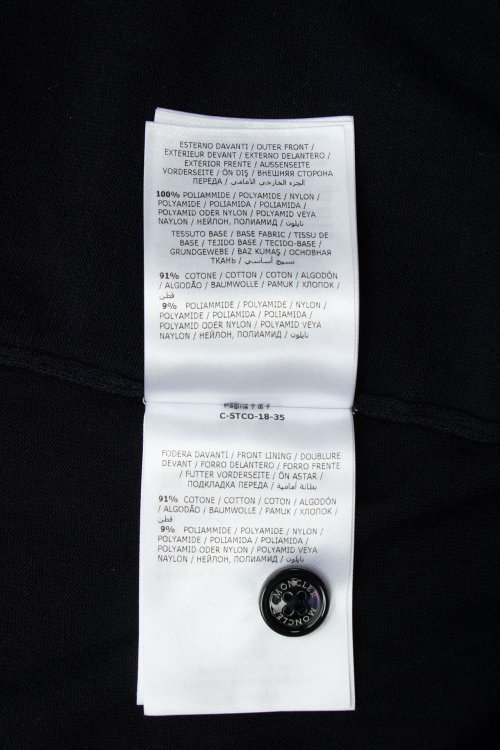 ESTERNO DAVANTI / OUTER FRONT /
EXTERIEUR DEVANT / EXTERNO DELANTERO /
EXTERIOR FRENTE / AUSSENSEITE
VORDERSEITE / ÖN DIŞ / ВНЕШНЯЯ СТОРОНА
ПЕРЕДА / الجزء الخارجي الأمامي
100% POLIAMMIDE / POLYAMIDE / NYLON /
POLYAMIDE / POLIAMIDA / POLIAMIDA /
POLYAMID ODER NYLON / POLYAMID VEYA
NAYLON / НЕЙЛОН, ПОЛИАМИД / نايلون
TESSUTO BASE / BASE FABRIC / TISSU DE
BASE / TEJIDO BASE / TECIDO-BASE /
GRUNDGEWEBE / BAZ KUMAŞ / ОСНОВНАЯ
ТКАНЬ / نسيج أساسي
91% COTONE / COTTON / COTON / ALGODÓN
/ ALGODÃO / BAUMWOLLE / PAMUK / ХЛОПОК /
قطن
9% POLIAMMIDE / POLYAMIDE / NYLON /
POLYAMIDE / POLIAMIDA / POLIAMIDA /
POLYAMID ODER NYLON / POLYAMID VEYA
NAYLON / НЕЙЛОН, ПОЛИАМИД / نايلون
C-STCO-18-35
FODERA DAVANTI / FRONT LINING / DOUBLURE
DEVANT / FORRO DELANTERO / FORRO FRENTE
/ FUTTER VORDERSEITE / ÖN ASTAR /
ПОДКЛАДКА ПЕРЕДА / بطانة أمامية
91% COTONE / COTTON / COTON / ALGODÓN
/ ALGODÃO / BAUMWOLLE / PAMUK / ХЛОПОК /
قطن
9% POLIAMMIDE / POLYAMIDE / NYLON /
POLYAMIDE / POLIAMIDA / POLIAMIDA /
POLYAMID ODER NYLON / POLYAMID VEYA
NAYLON / НЕЙЛОН, ПОЛИАМИД / نايلون
MONCLER
MONCLER